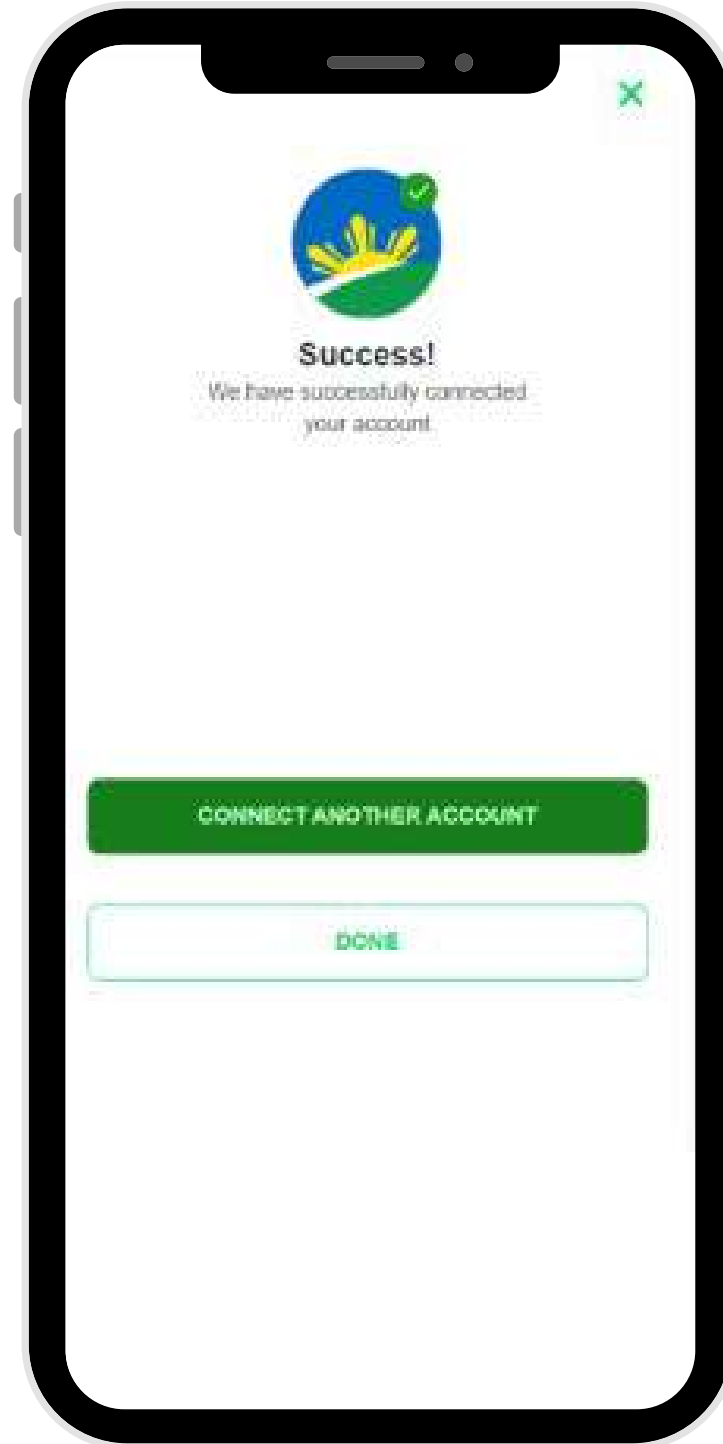 Success!
We have successfully connected
your account
CONNECT ANOTHER ACCOUNT
DONE